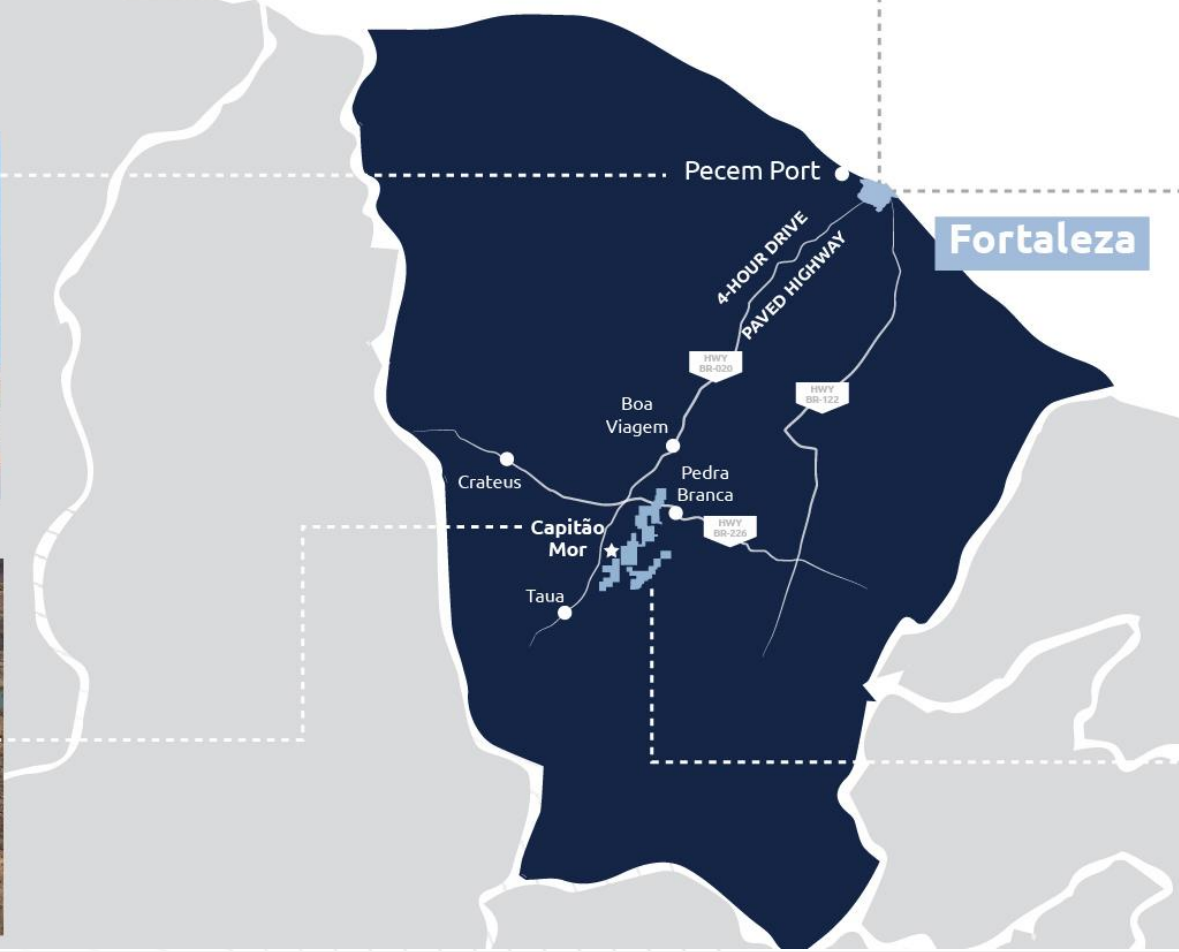 Pecem Port
Fortaleza
4-HOUR DRIVE
PAVED HIGHWAY
HWY
BR-020
HWY
BR-122
Boa
Viagem
Crateus
Pedra
Branca
HWY
BR-226
Capitão
Mor
Taua